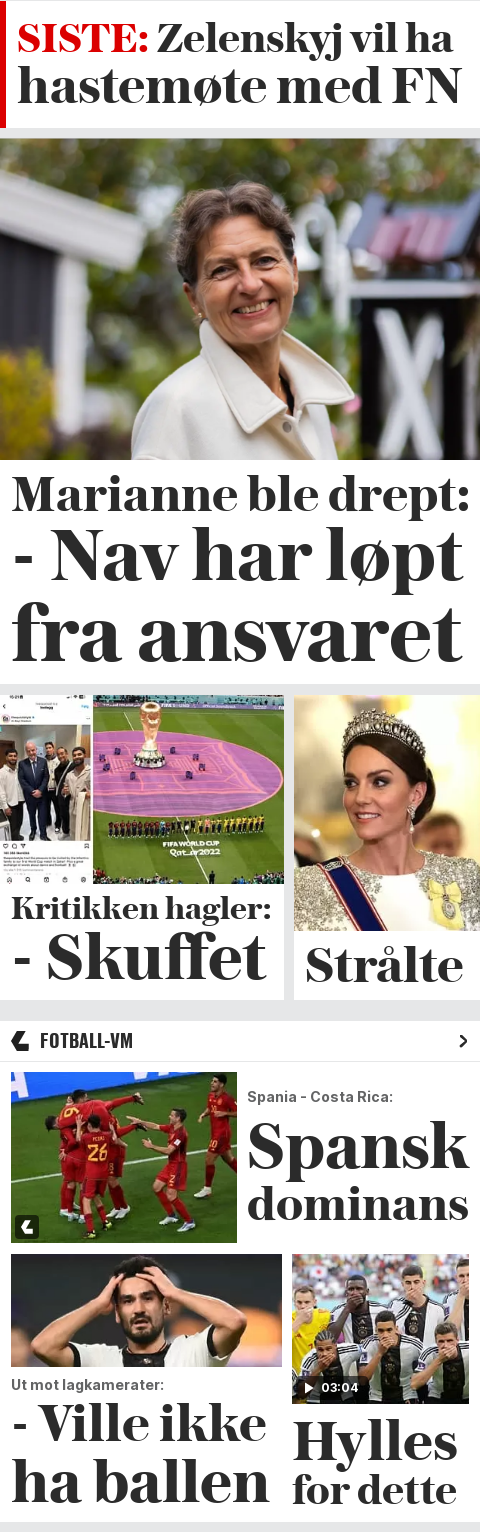 SISTE: Zelenskyj vil ha
hastemøte med FN
Marianne ble drept:
- Nav har løpt
fra ansvaret
FIFA WORLD CUP
Qatar2022
Kritikken hagler:
- Skuffet
Strålte
FOTBALL-VM
26
Spania - Costa Rica:
Spansk
dominans
Ut mot lagkamerater:
- Ville ikke
ha ballen
03:04
Hylles
for dette